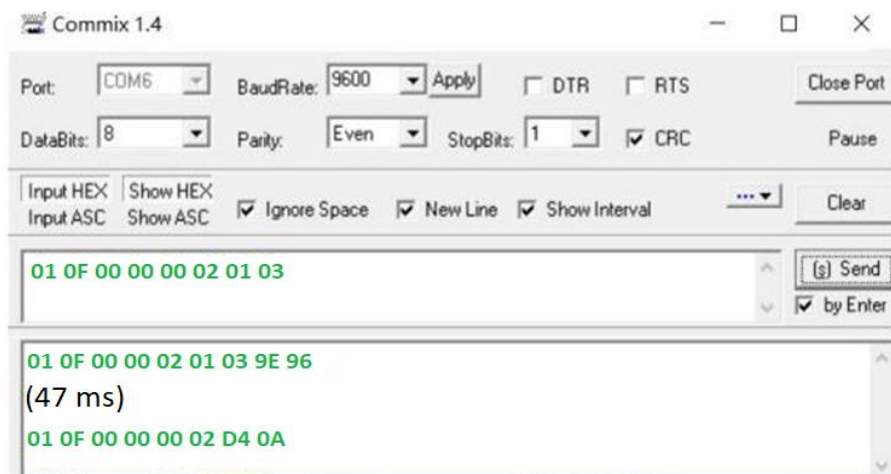 Commix 1.4
Port: COM6 BaudRate: 9600 Apply DTR RTS Close Port
DataBits: 8 Parity: Even StopBits: 1 CRC Pause
Input HEX Show HEX
Input ASC Show ASC
Ignore Space New Line Show Interval ... Clear
01 0F 00 00 00 02 01 03
(s) Send
by Enter
01 0F 00 00 02 01 03 9E 96
(47 ms)
01 0F 00 00 00 02 D4 0A